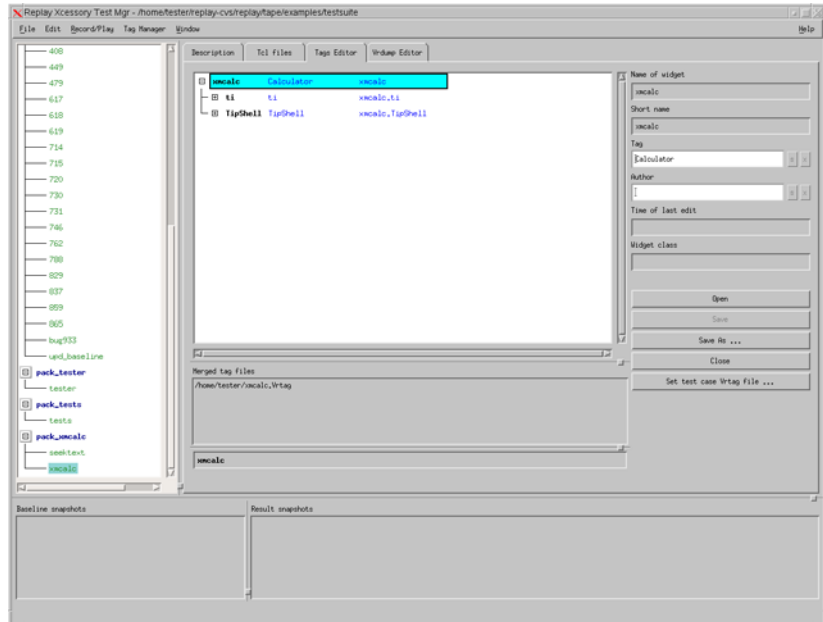 Replay Xcessory Test Mgr - /home/tester/replay-cvs/replay/tape/examples/testsuite
File Edit Record/Play Tag Manager Window Help
408
449
479
617
618
619
714
715
720
730
731
746
762
788
829
837
859
865
bug933
upd_baseline
pack_tester
tester
pack_tests
tests
pack_xmcalc
seektext
xmcalc
Description Tcl files Tags Editor Vrdump Editor
xmcalc Calculator xmcalc
ti ti xmcalc.ti
TipShell TipShell xmcalc.TipShell
Merged tag files
/home/tester/xmcalc.Vrtag
xmcalc
Name of widget
xmcalc
Short name
xmcalc
Tag
Calculator
Author
Time of last edit
Widget class
Open
Save
Save As ...
Close
Set test case Vrtag file ...
Baseline snapshots
Result snapshots